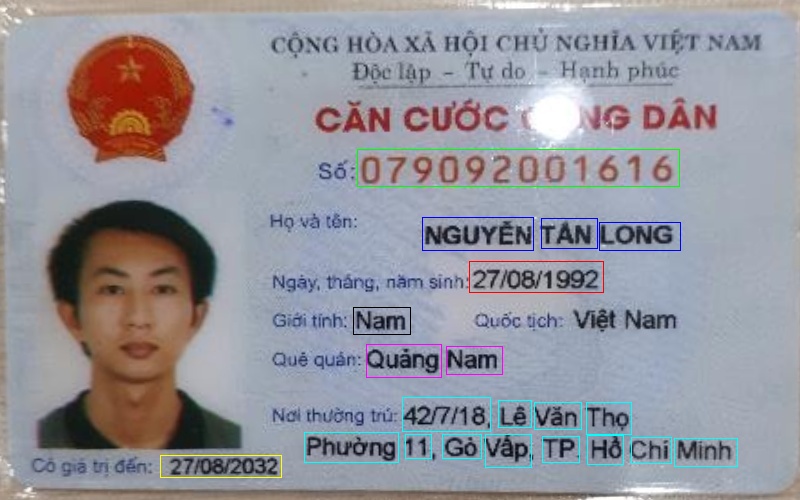 CỘNG HÒA XÃ HỘI CHỦ NGHĨA VIỆT NAM
Độc lập - Tự do - Hạnh phúc
CĂN CƯỚC CÔNG DÂN
Số: 079092001616
Họ và tên: NGUYỄN TẤN LONG
Ngày, tháng, năm sinh: 27/08/1992
Giới tính: Nam Quốc tịch: Việt Nam
Quê quán: Quảng Nam
Nơi thường trú: 42/7/18, Lê Văn Thọ
Phường 11, Gò Vấp, TP. Hồ Chí Minh
Có giá trị đến: 27/08/2032